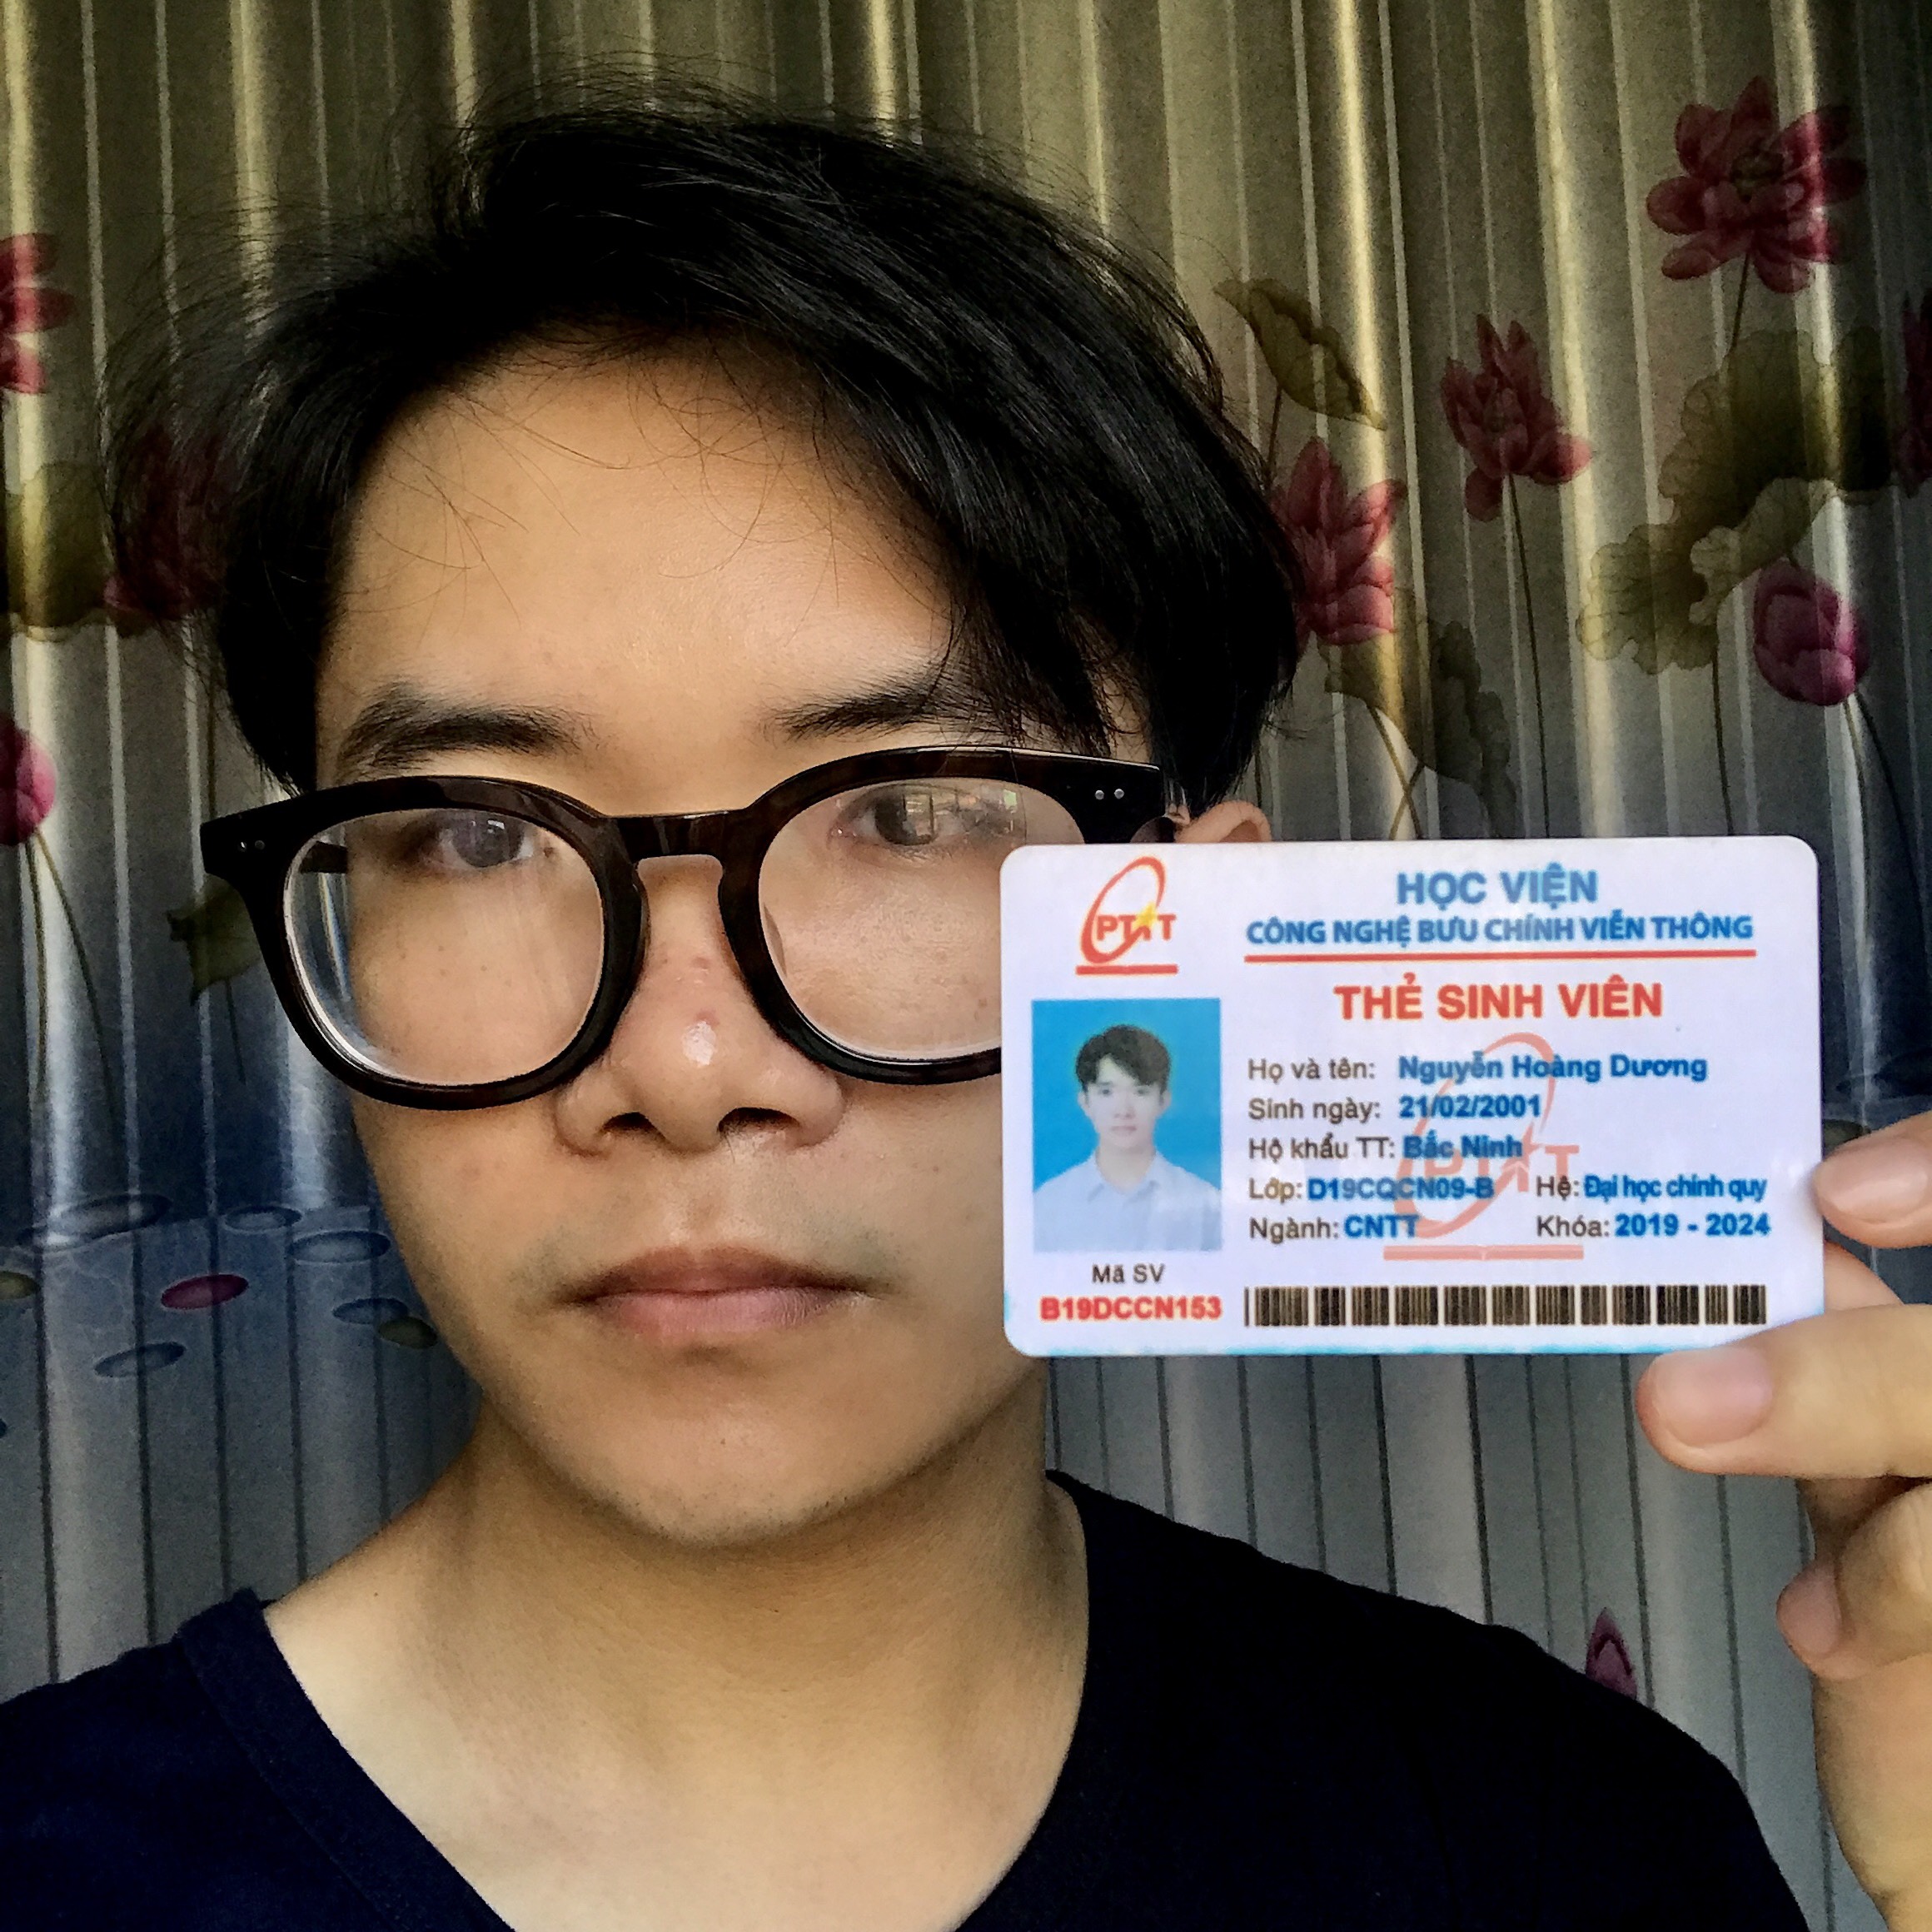 PTIT
HỌC VIỆN
CÔNG NGHỆ BƯU CHÍNH VIỄN THÔNG
THẺ SINH VIÊN
Họ và tên: Nguyễn Hoàng Dương
Sinh ngày: 21/02/2001
Hộ khẩu TT: Bắc Ninh
Lớp: D19CQCN09-B Hệ: Đại học chính quy
Ngành: CNTT Khóa: 2019 - 2024
Mã SV
B19DCCN153